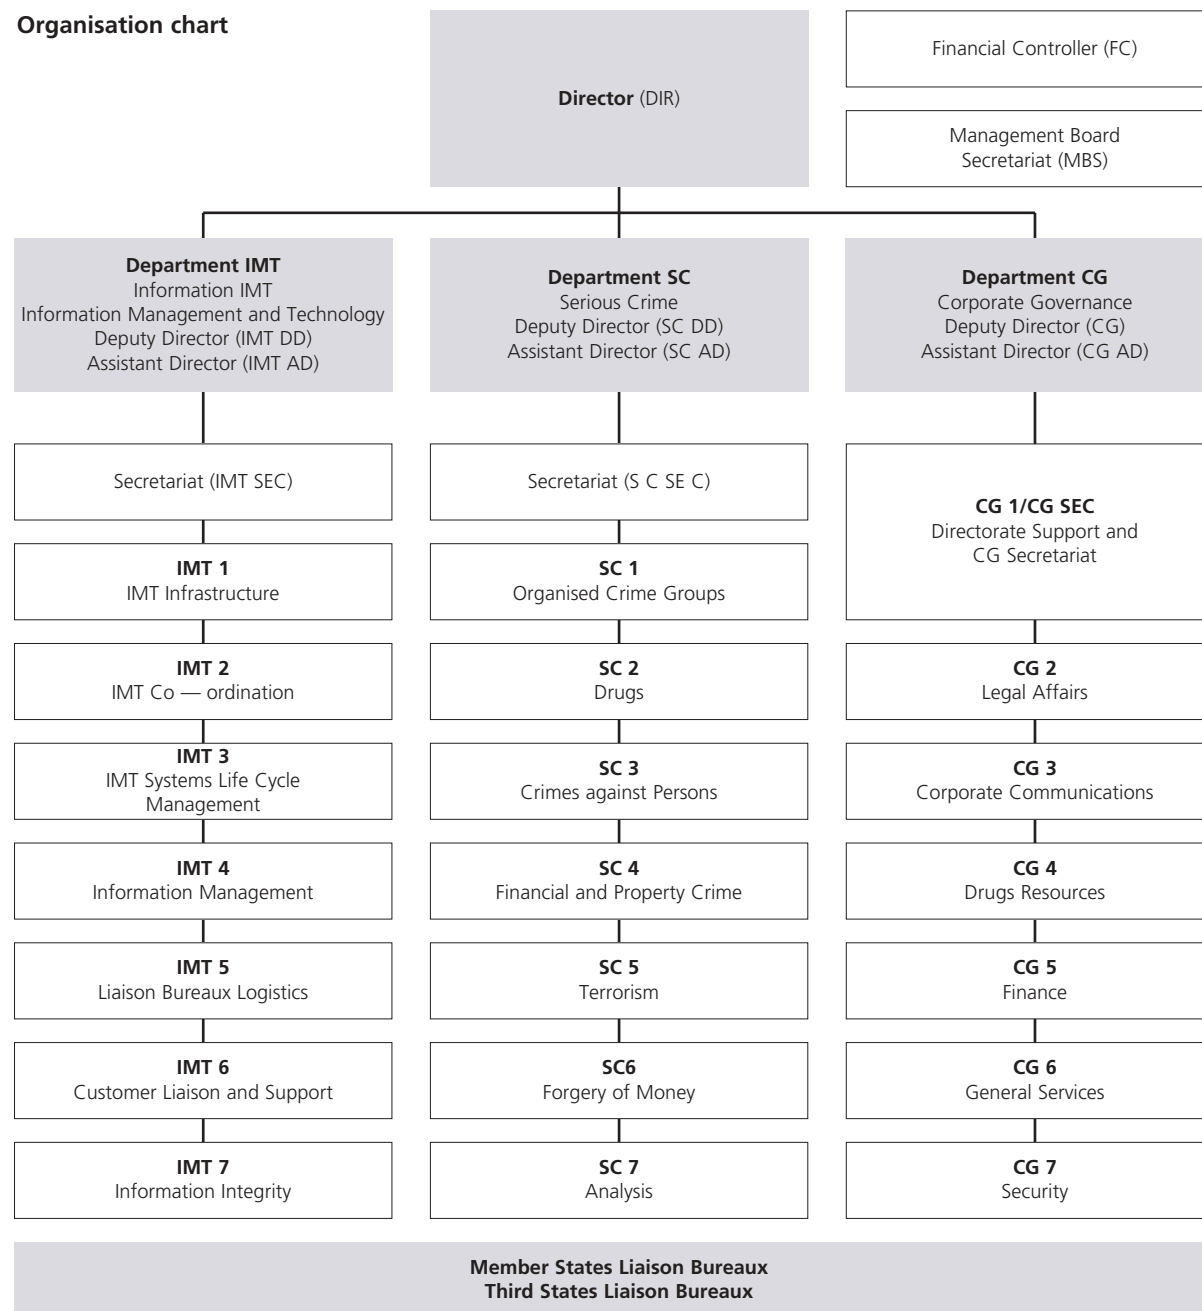 Organisation chart
Director (DIR)
Financial Controller (FC)
Management Board
Secretariat (MBS)
Department IMT
Information IMT
Information Management and Technology
Deputy Director (IMT DD)
Assistant Director (IMT AD)
Department SC
Serious Crime
Deputy Director (SC DD)
Assistant Director (SC AD)
Department CG
Corporate Governance
Deputy Director (CG)
Assistant Director (CG AD)
Secretariat (IMT SEC)
IMT 1
IMT Infrastructure
IMT 2
IMT Co — ordination
IMT 3
IMT Systems Life Cycle
Management
IMT 4
Information Management
IMT 5
Liaison Bureaux Logistics
IMT 6
Customer Liaison and Support
IMT 7
Information Integrity
Secretariat (S C SE C)
SC 1
Organised Crime Groups
SC 2
Drugs
SC 3
Crimes against Persons
SC 4
Financial and Property Crime
SC 5
Terrorism
SC6
Forgery of Money
SC 7
Analysis
CG 1/CG SEC
Directorate Support and
CG Secretariat
CG 2
Legal Affairs
CG 3
Corporate Communications
CG 4
Drugs Resources
CG 5
Finance
CG 6
General Services
CG 7
Security
Member States Liaison Bureaux
Third States Liaison Bureaux